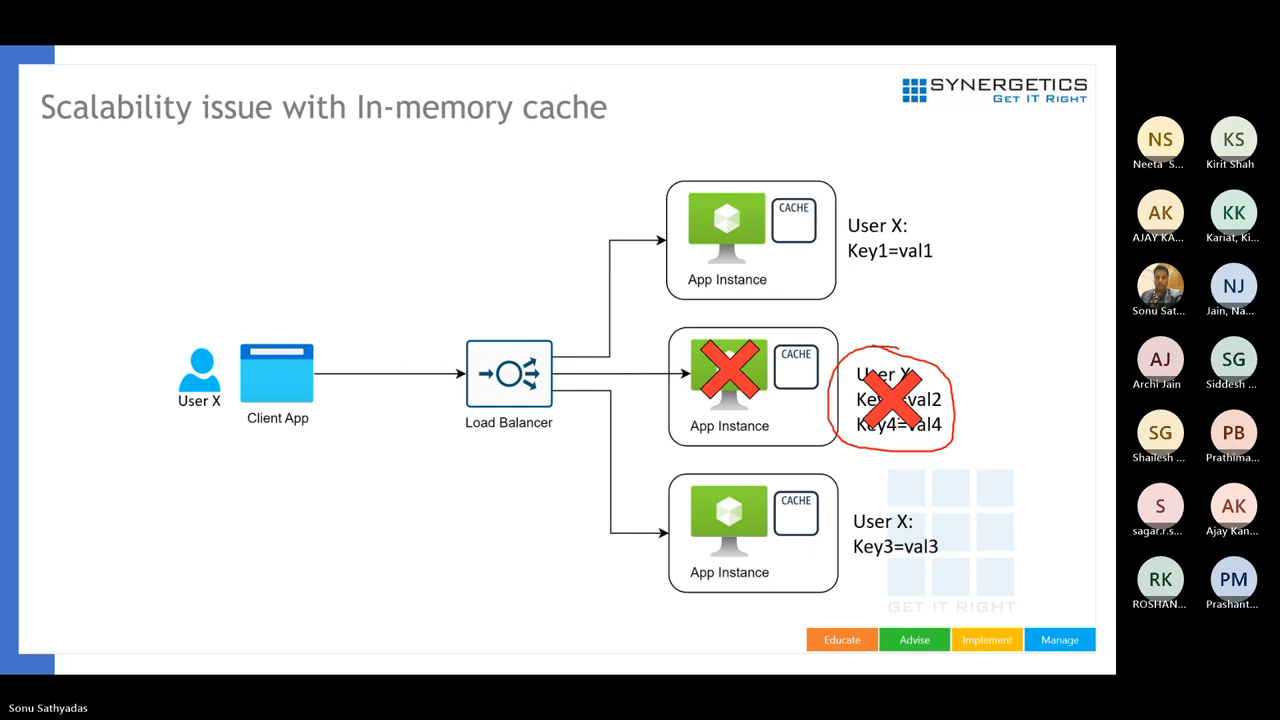 Scalability issue with In-memory cache
SYNERGETICS
GET IT RIGHT
CACHE
User X:
Key1=val1
App Instance
CACHE
User X
Key =val2
Key4=val4
App Instance
User X
Client App
Load Balancer
CACHE
User X:
Key3=val3
App Instance
GET IT RIGHT
Educate Advise Implement Manage
NS KS
Neeta S... Kirit Shah
AK KK
AJAY KA... Kariat, Ki...
NJ
Sonu Sat... Jain, Na...
AJ SG
Archi Jain Siddesh ...
SG PB
Shailesh ... Prathima...
S AK
sagar.r.s... Ajay Kan...
RK PM
ROSHAN... Prashant...
Sonu Sathyadas